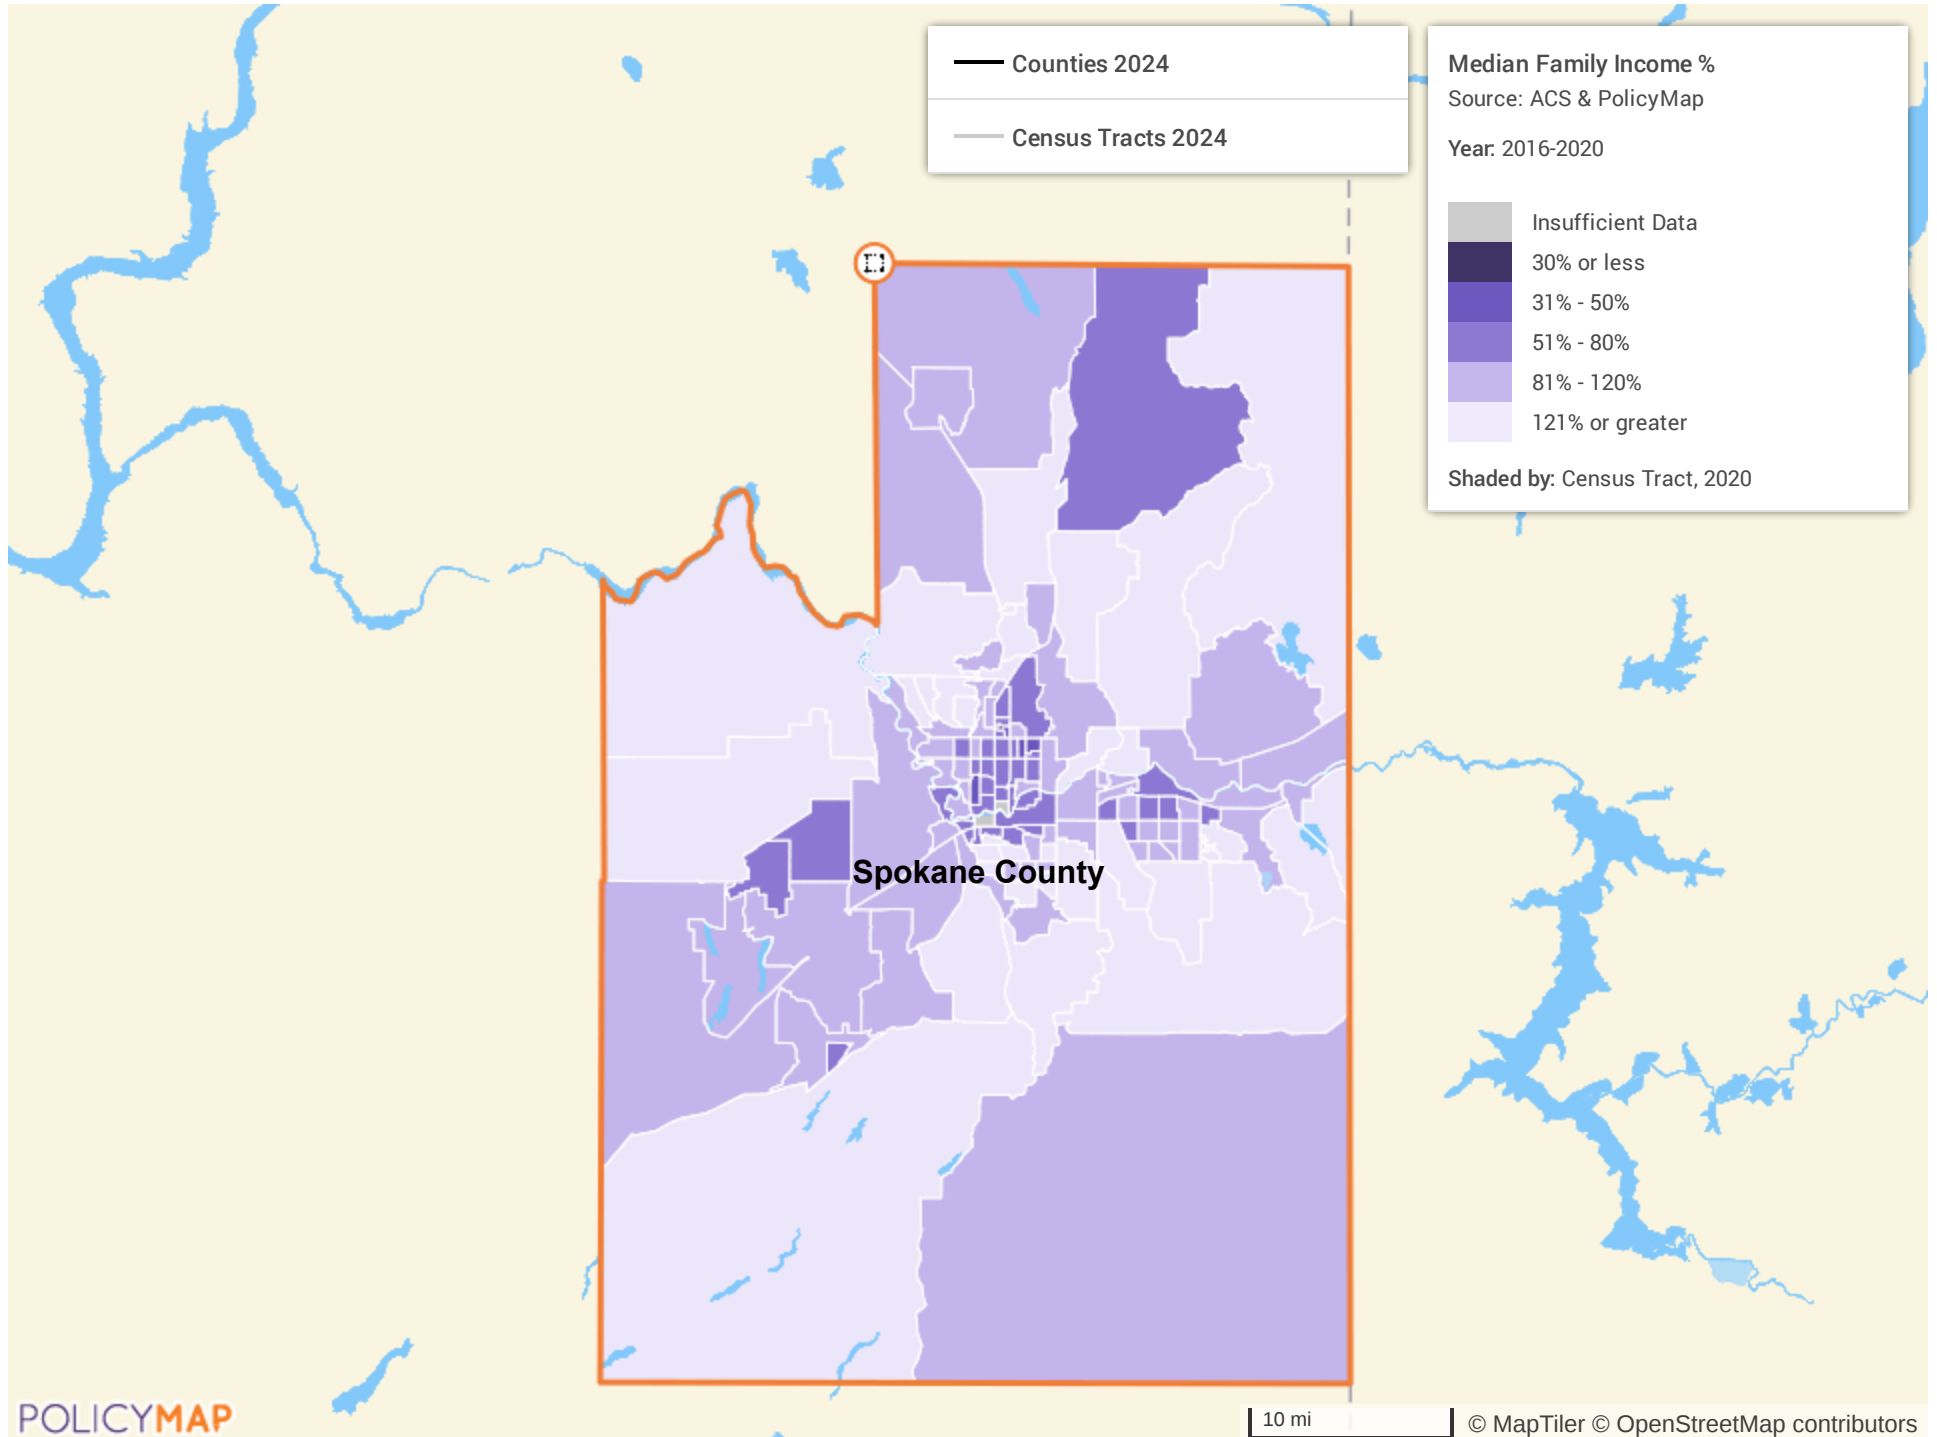 Counties 2024
Census Tracts 2024
Median Family Income %
Source: ACS & PolicyMap
Year: 2016-2020
Insufficient Data
30% or less
31% - 50%
51% - 80%
81% - 120%
121% or greater
Shaded by: Census Tract, 2020
Spokane County
POLICYMAP
10 mi
© MapTiler © OpenStreetMap contributors